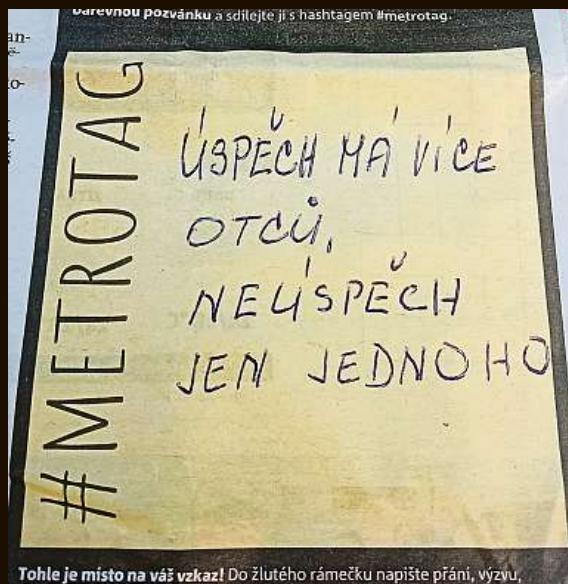 barevnou pozvánku a sdílejte ji s hashtagem #metrotag.
an-
ě-
o-
#METROTAG
ÚSPĚCH MÁ VÍCE
OTCŮ,
NEÚSPĚCH
JEN JEDNOHO
Tohle je místo na váš vzkaz! Do žlutého rámečku napište přání, výzvu,